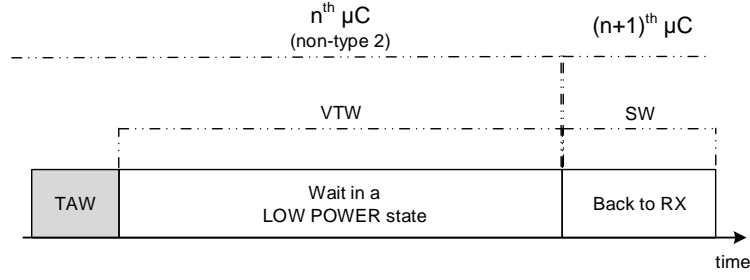 nth µC
(non-type 2)
(n+1)th µC
VTW
SW
TAW
Wait in a
LOW POWER state
Back to RX
time